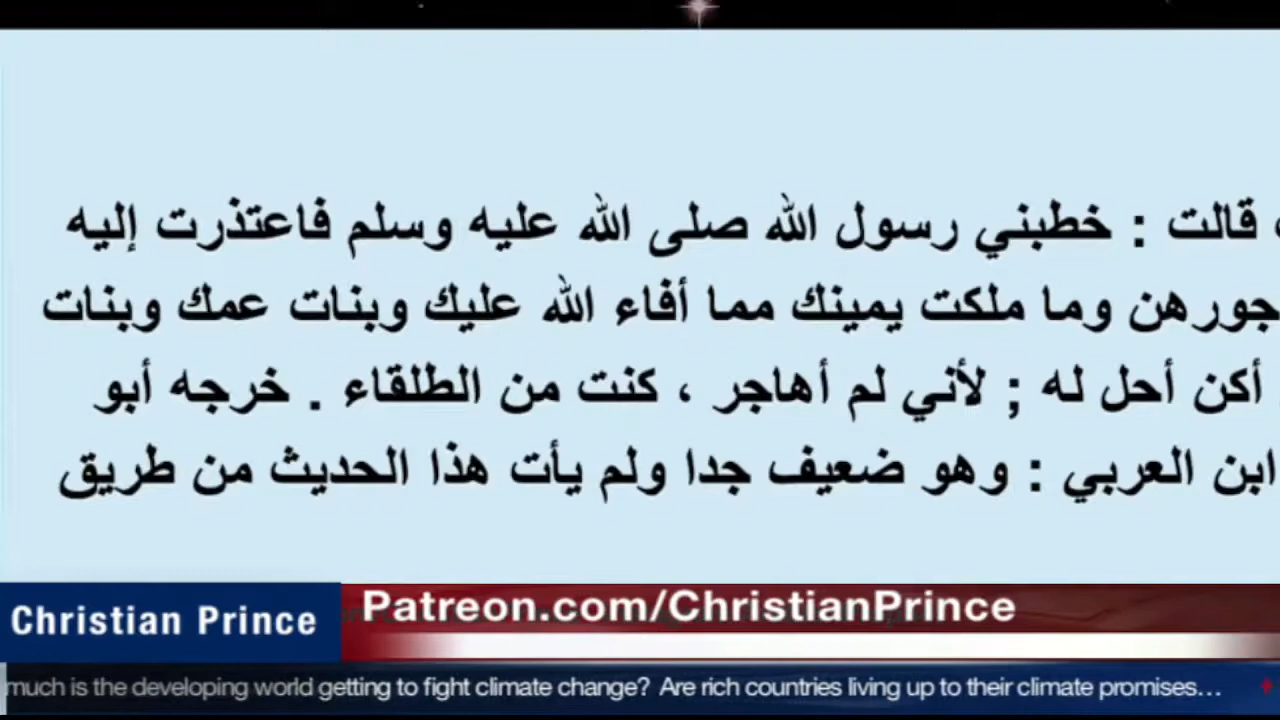 قالت : خطبني رسول الله صلى الله عليه وسلم فاعتذرت إليه
جورهن وما ملكت يمينك مما أفاء الله عليك وبنات عمك وبنات
أكن أحل له ; لأني لم أهاجر ، كنت من الطلقاء . خرجه أبو
ابن العربي : وهو ضعيف جدا ولم يأت هذا الحديث من طريق
Christian Prince
Patreon.com/ChristianPrince
much is the developing world getting to fight climate change? Are rich countries living up to their climate promises...